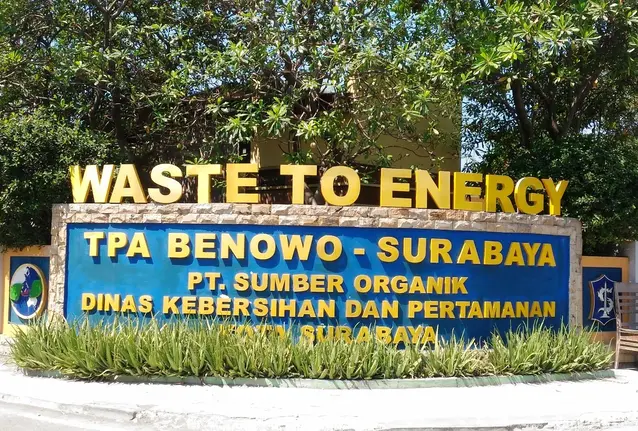 WASTE TO ENERGY
TPA BENOWO - SURABAYA
PT. SUMBER ORGANIK
DINAS KEBERSIHAN DAN PERTAMANAN
KOTA SURABAYA